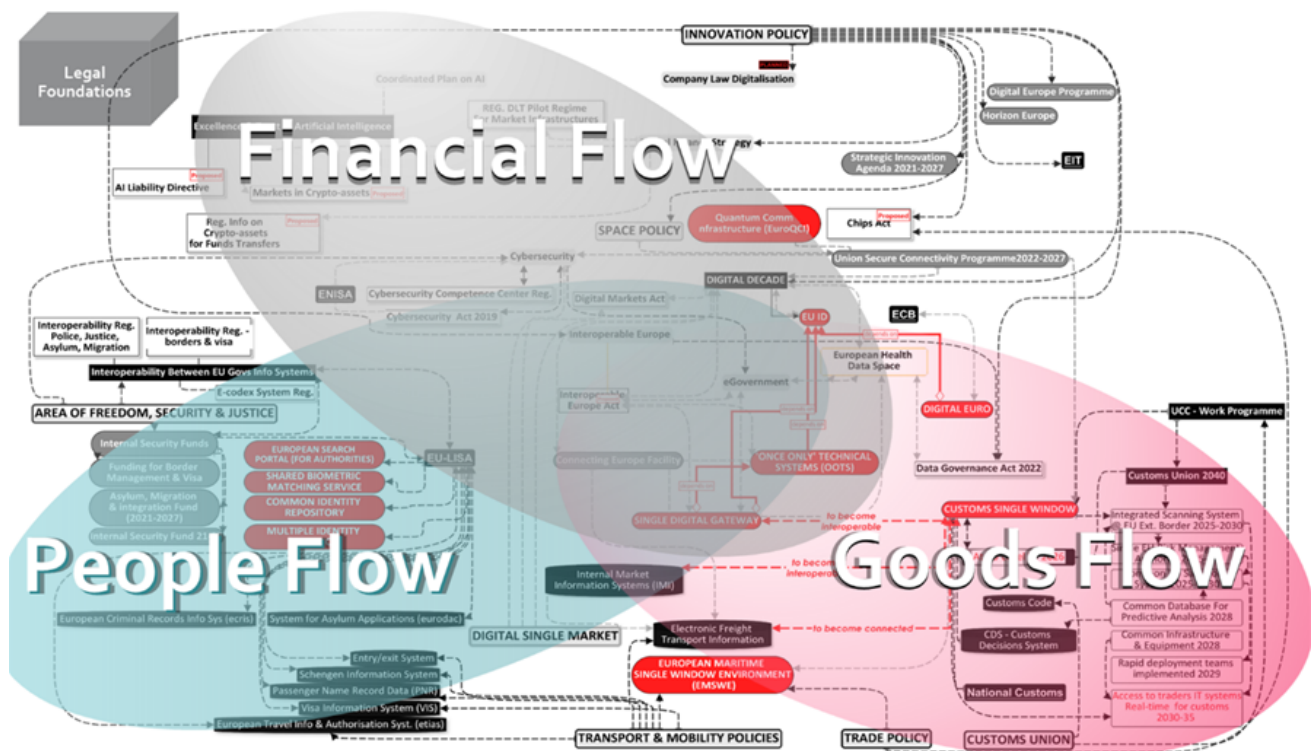 Legal
Foundations
INNOVATION POLICY
Company Law Digitalisation
Digital Europe Programme
Horizon Europe
EIT
Strategic Innovation
Agenda 2021-2027
Coordinated Plan on AI
REG. DLT Pilot Regime
for Market Infrastructures
Artificial Intelligence
Financial Flow
Proposed
AI Liability Directive
Markets in Crypto-assets
Proposed
Proposed
Reg. Info on
Crypto-assets
for Funds Transfers
SPACE POLICY
Quantum Comm.
nfrastructure (EuroQCI)
Proposed
Chips Act
Union Secure Connectivity Programme2022-2027
Cybersecurity
DIGITAL DECADE
ENISA
Cybersecurity Competence Center Reg.
Digital Markets Act
Cybersecurity Act 2019
EU ID
ECB
Interoperable Europe
Interoperability Reg.
Police, Justice,
Asylum, Migration
Interoperability Reg. -
borders & visa
European Health
Data Space
Interoperability Between EU Govs Info Systems
eGovernment
E-codex System Reg.
Interoperable
Europe Act
AREA OF FREEDOM, SECURITY & JUSTICE
DIGITAL EURO
UCC - Work Programme
Internal Security Funds
EUROPEAN SEARCH
PORTAL (FOR AUTHORITIES)
EU-LISA
Connecting Europe Facility
'ONCE ONLY' TECHNICAL
SYSTEMS (OOTS)
Data Governance Act 2022
Funding for Border
Management & Visa
SHARED BIOMETRIC
MATCHING SERVICE
Customs Union 2040
Asylum, Migration
& Integration Fund
(2021-2027)
COMMON IDENTITY
REPOSITORY
SINGLE DIGITAL GATEWAY
to become
interoperable
CUSTOMS SINGLE WINDOW
Integrated Scanning System
EU Ext. Border 2025-2030
Internal Security Fund 21
MULTIPLE IDENTITY
People Flow
Goods Flow
Internal Market
Information Systems (IMI)
to become
interoperable
European Criminal Records Info Sys (ecris)
System for Asylum Applications (eurodac)
Customs Code
Common Database For
Predictive Analysis 2028
DIGITAL SINGLE MARKET
Electronic Freight
Transport Information
to become connected
CDS - Customs
Decisions System
Common Infrastructure
& Equipment 2028
Entry/exit System
Schengen Information System
EUROPEAN MARITIME
SINGLE WINDOW ENVIRONMENT
(EMSWE)
Rapid deployment teams
implemented 2029
Passenger Name Record Data (PNR)
National Customs
Access to traders IT systems
Real-time for customs
2030-35
Visa Information System (VIS)
European Travel Info & Authorisation Syst. (etias)
TRANSPORT & MOBILITY POLICIES
TRADE POLICY
CUSTOMS UNION